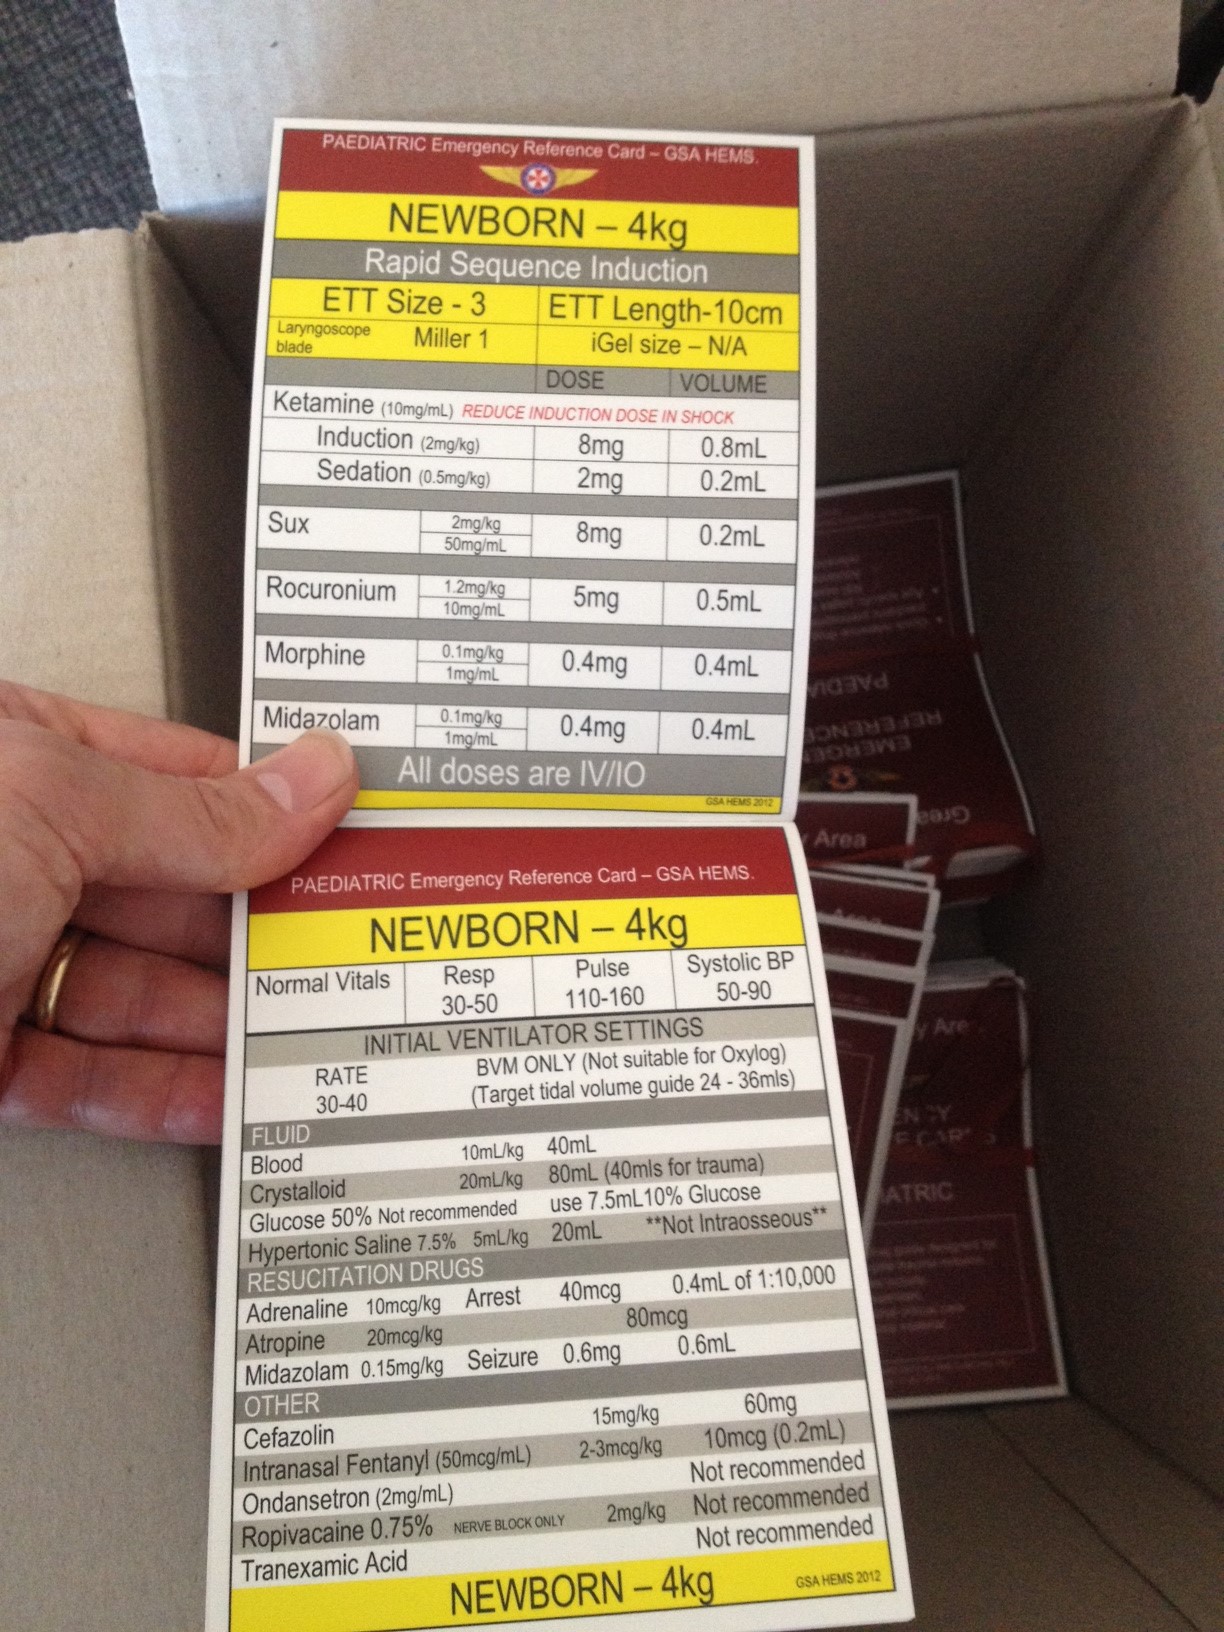 PAEDIATRIC Emergency Reference Card – GSA HEMS.
NEWBORN – 4kg
Rapid Sequence Induction
ETT Size - 3 ETT Length-10cm
Laryngoscope blade Miller 1 iGel size – N/A
DOSE VOLUME
Ketamine (10mg/mL) REDUCE INDUCTION DOSE IN SHOCK
Induction (2mg/kg) 8mg 0.8mL
Sedation (0.5mg/kg) 2mg 0.2mL
Sux 2mg/kg 50mg/mL 8mg 0.2mL
Rocuronium 1.2mg/kg 10mg/mL 5mg 0.5mL
Morphine 0.1mg/kg 1mg/mL 0.4mg 0.4mL
Midazolam 0.1mg/kg 1mg/mL 0.4mg 0.4mL
All doses are IV/IO
GSA HEMS 2012
PAEDIATRIC Emergency Reference Card – GSA HEMS.
NEWBORN – 4kg
Normal Vitals Resp 30-50 Pulse 110-160 Systolic BP 50-90
INITIAL VENTILATOR SETTINGS
RATE 30-40 BVM ONLY (Not suitable for Oxylog)
(Target tidal volume guide 24 - 36mls)
FLUID
Blood 10mL/kg 40mL
Crystalloid 20mL/kg 80mL (40mls for trauma)
Glucose 50% Not recommended use 7.5mL10% Glucose
Hypertonic Saline 7.5% 5mL/kg 20mL **Not Intraosseous**
RESUCITATION DRUGS
Adrenaline 10mcg/kg Arrest 40mcg 0.4mL of 1:10,000
Atropine 20mcg/kg 80mcg
Midazolam 0.15mg/kg Seizure 0.6mg 0.6mL
OTHER
Cefazolin 15mg/kg 60mg
Intranasal Fentanyl (50mcg/mL) 2-3mcg/kg 10mcg (0.2mL)
Ondansetron (2mg/mL) Not recommended
Ropivacaine 0.75% NERVE BLOCK ONLY 2mg/kg Not recommended
Tranexamic Acid Not recommended
NEWBORN – 4kg
GSA HEMS 2012
Area